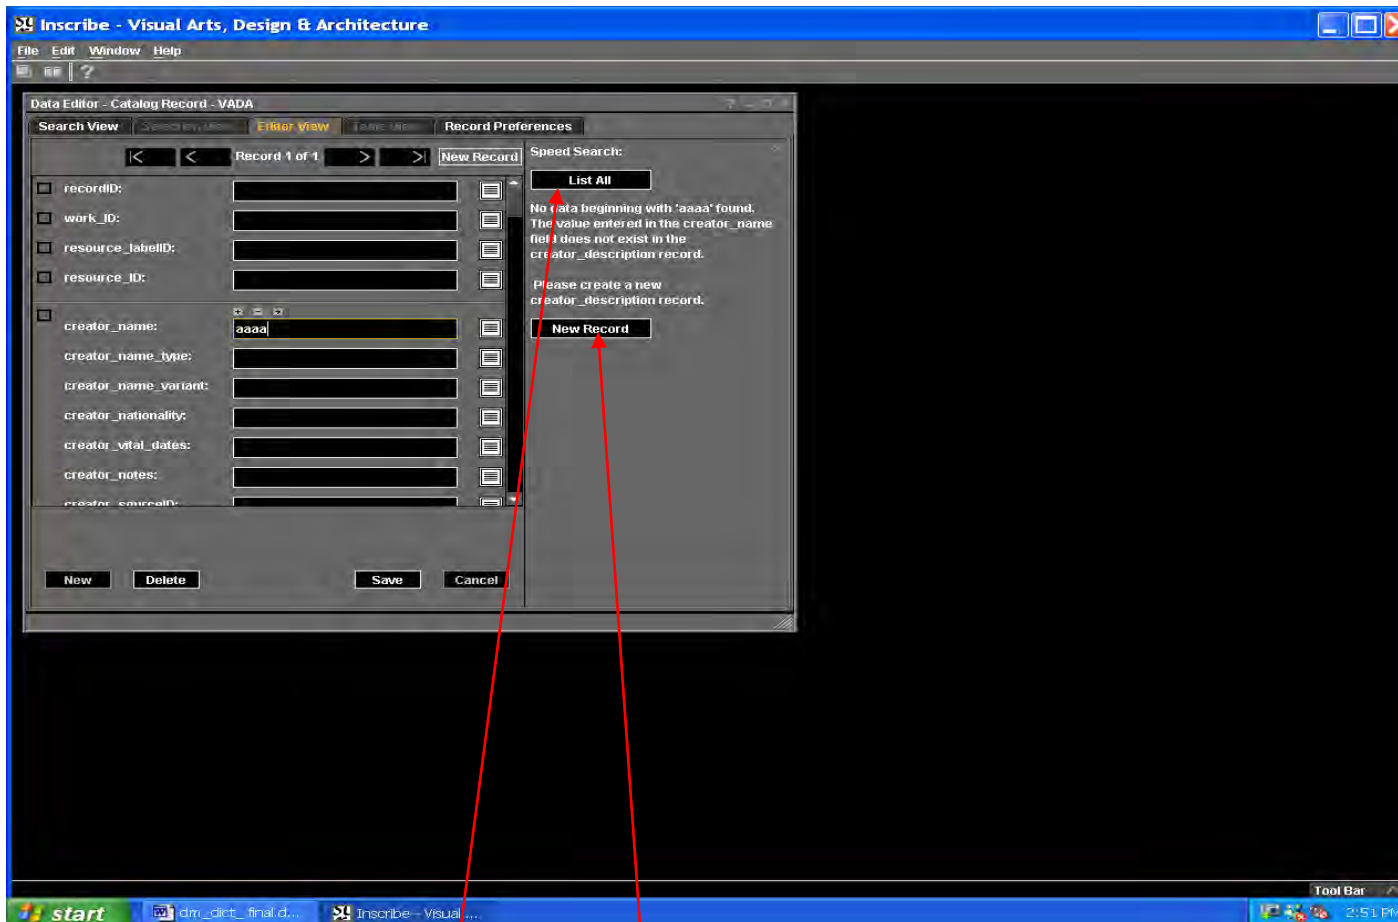 Inscribe - Visual Arts, Design & Architecture
File Edit Window Help
?
Data Editor - Catalog Record - VADA
Search View Editor View Record Preferences
Record 1 of 1 New Record
Speed Search:
List All
No data beginning with 'aaaa' found.
The value entered in the creator_name
field does not exist in the
creator_description record.
Please create a new
creator_description record.
New Record
recordID:
work_ID:
resource_labelID:
resource_ID:
creator_name: aaaa
creator_name_type:
creator_name_variant:
creator_nationality:
creator_vital_dates:
creator_notes:
creator_sourceID:
New Delete Save Cancel
Tool Bar
start dm_dict_final.d... Inscribe - Visual ... 2:51 PM